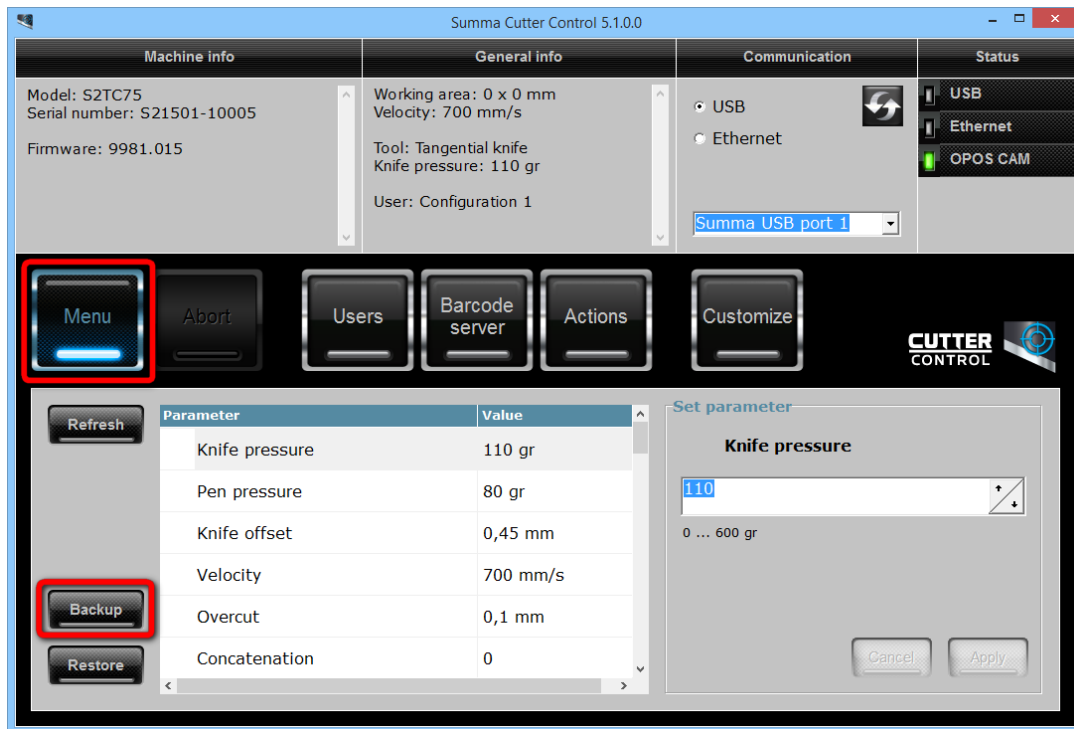 Summa Cutter Control 5.1.0.0
Machine info
General info
Communication
Status
Model: S2TC75
Serial number: S21501-10005
Firmware: 9981.015
Working area: 0 x 0 mm
Velocity: 700 mm/s
Tool: Tangential knife
Knife pressure: 110 gr
User: Configuration 1
USB
Ethernet
Summa USB port 1
USB
Ethernet
OPOS CAM
Menu
Abort
Users
Barcode
server
Actions
Customize
CUTTER
CONTROL
Refresh
Backup
Restore
Parameter Value
Knife pressure 110 gr
Pen pressure 80 gr
Knife offset 0,45 mm
Velocity 700 mm/s
Overcut 0,1 mm
Concatenation 0
Set parameter
Knife pressure
110
0 ... 600 gr
Cancel
Apply